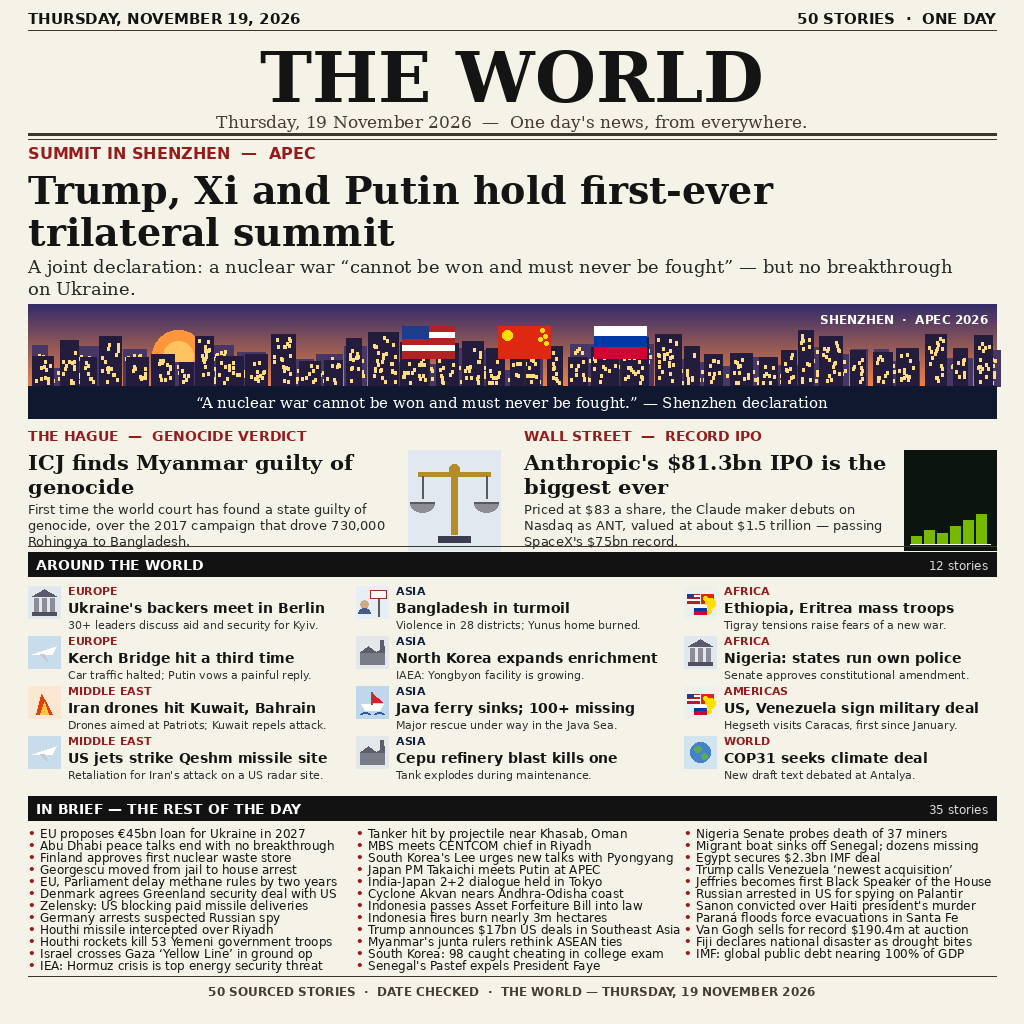 THURSDAY, NOVEMBER 19, 2026
50 STORIES · ONE DAY
THE WORLD
Thursday, 19 November 2026 — One day's news, from everywhere.
SUMMIT IN SHENZHEN — APEC
Trump, Xi and Putin hold first-ever
trilateral summit
A joint declaration: a nuclear war “cannot be won and must never be fought” — but no breakthrough
on Ukraine.
SHENZHEN · APEC 2026
“A nuclear war cannot be won and must never be fought.” — Shenzhen declaration
THE HAGUE — GENOCIDE VERDICT
ICJ finds Myanmar guilty of
genocide
First time the world court has found a state guilty of
genocide, over the 2017 campaign that drove 730,000
Rohingya to Bangladesh.
WALL STREET — RECORD IPO
Anthropic's $81.3bn IPO is the
biggest ever
Priced at $83 a share, the Claude maker debuts on
Nasdaq as ANT, valued at about $1.5 trillion — passing
SpaceX's $75bn record.
AROUND THE WORLD
12 stories
EUROPE
Ukraine's backers meet in Berlin
30+ leaders discuss aid and security for Kyiv.
EUROPE
Kerch Bridge hit a third time
Car traffic halted; Putin vows a painful reply.
MIDDLE EAST
Iran drones hit Kuwait, Bahrain
Drones aimed at Patriots; Kuwait repels attack.
MIDDLE EAST
US jets strike Qeshm missile site
Retaliation for Iran's attack on a US radar site.
ASIA
Bangladesh in turmoil
Violence in 28 districts; Yunus home burned.
ASIA
North Korea expands enrichment
IAEA: Yongbyon facility is growing.
ASIA
Java ferry sinks; 100+ missing
Major rescue under way in the Java Sea.
ASIA
Cepu refinery blast kills one
Tank explodes during maintenance.
AFRICA
Ethiopia, Eritrea mass troops
Tigray tensions raise fears of a new war.
AFRICA
Nigeria: states run own police
Senate approves constitutional amendment.
AMERICAS
US, Venezuela sign military deal
Hegseth visits Caracas, first since January.
WORLD
COP31 seeks climate deal
New draft text debated at Antalya.
IN BRIEF — THE REST OF THE DAY
35 stories
• EU proposes €45bn loan for Ukraine in 2027
• Abu Dhabi peace talks end with no breakthrough
• Finland approves first nuclear waste store
• Georgescu moved from jail to house arrest
• EU, Parliament delay methane rules by two years
• Denmark agrees Greenland security deal with US
• Zelensky: US blocking paid missile deliveries
• Germany arrests suspected Russian spy
• Houthi missile intercepted over Riyadh
• Houthi rockets kill 53 Yemeni government troops
• Israel crosses Gaza ‘Yellow Line’ in ground op
• IEA: Hormuz crisis is top energy security threat
• Tanker hit by projectile near Khasab, Oman
• MBS meets CENTCOM chief in Riyadh
• South Korea's Lee urges new talks with Pyongyang
• Japan PM Takaichi meets Putin at APEC
• India-Japan 2+2 dialogue held in Tokyo
• Cyclone Akvan nears Andhra-Odisha coast
• Indonesia passes Asset Forfeiture Bill into law
• Indonesia fires burn nearly 3m hectares
• Trump announces $17bn US deals in Southeast Asia
• Myanmar's junta rulers rethink ASEAN ties
• South Korea: 98 caught cheating in college exam
• Senegal's Pastef expels President Faye
• Nigeria Senate probes death of 37 miners
• Migrant boat sinks off Senegal; dozens missing
• Egypt secures $2.3bn IMF deal
• Trump calls Venezuela ‘newest acquisition’
• Jeffries becomes first Black Speaker of the House
• Russian arrested in US for spying on Palantir
• Sanon convicted over Haiti president's murder
• Paraná floods force evacuations in Santa Fe
• Van Gogh sells for record $190.4m at auction
• Fiji declares national disaster as drought bites
• IMF: global public debt nearing 100% of GDP
50 SOURCED STORIES · DATE CHECKED · THE WORLD — THURSDAY, 19 NOVEMBER 2026